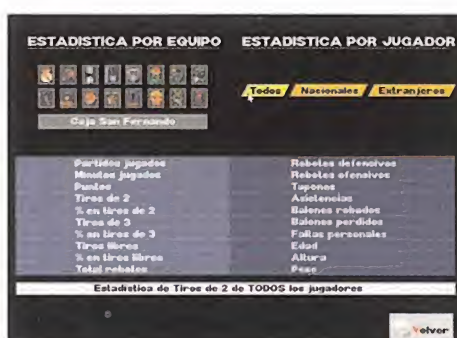 ESTADISTICA POR EQUIPO
ESTADISTICA POR JUGADOR
Todos
Nacionales
Extranjeros
Caja San Fernando
Partidos jugados
Minutos jugados
Puntos
Tiros de 2
% en tiros de 2
Tiros de 3
% en tiros de 3
Tiros libres
% en tiros libres
Total rebotes
Rebotes defensivos
Rebotes ofensivos
Tapones
Asistencias
Balones robados
Balones perdidos
Faltas personales
Edad
Altura
Peso
Estadística de Tiros de 2 de TODOS los jugadores
Volver